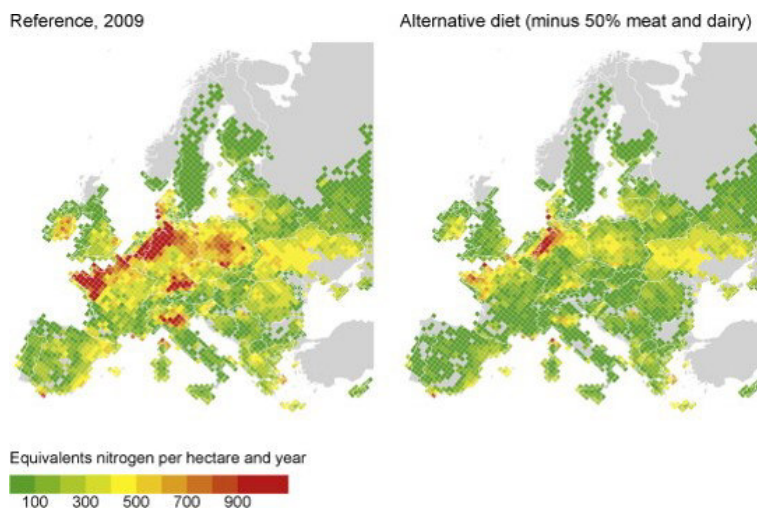 Reference, 2009
Alternative diet (minus 50% meat and dairy)
Equivalents nitrogen per hectare and year
100 300 500 700 900